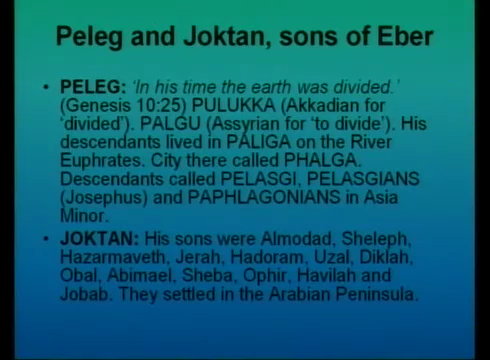 Peleg and Joktan, sons of Eber
• PELEG: ‘In his time the earth was divided.’
(Genesis 10:25) PULUKKA (Akkadian for
‘divided’). PALGU (Assyrian for ‘to divide’). His
descendants lived in PALIGA on the River
Euphrates. City there called PHALGA.
Descendants called PELASGI, PELASGIANS
(Josephus) and PAPHLAGONIANS in Asia
Minor.
• JOKTAN: His sons were Almodad, Sheleph,
Hazarmaveth, Jerah, Hadoram, Uzal, Diklah,
Obal, Abimael, Sheba, Ophir, Havilah and
Jobab. They settled in the Arabian Peninsula.